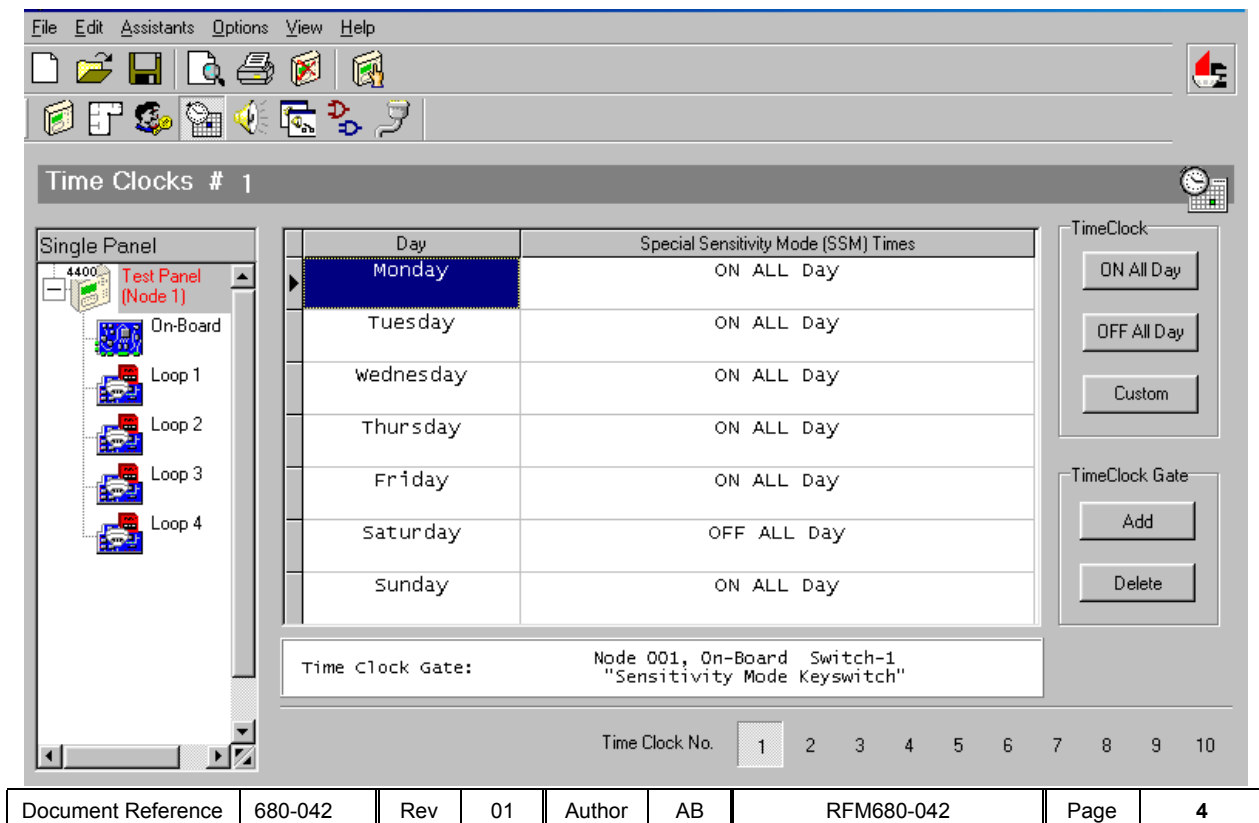 File Edit Assistants Options View Help
Time Clocks # 1
Single Panel
4400
Test Panel
(Node 1)
On-Board
Loop 1
Loop 2
Loop 3
Loop 4
Day Special Sensitivity Mode (SSM) Times
Monday ON ALL Day
Tuesday ON ALL Day
Wednesday ON ALL Day
Thursday ON ALL Day
Friday ON ALL Day
Saturday OFF ALL Day
Sunday ON ALL Day
TimeClock
ON All Day
OFF All Day
Custom
TimeClock Gate
Add
Delete
Time Clock Gate: Node 001, On-Board Switch-1
"Sensitivity Mode Keyswitch"
Time Clock No. 1 2 3 4 5 6 7 8 9 10
Document Reference 680-042 Rev 01 Author AB RFM680-042 Page 4